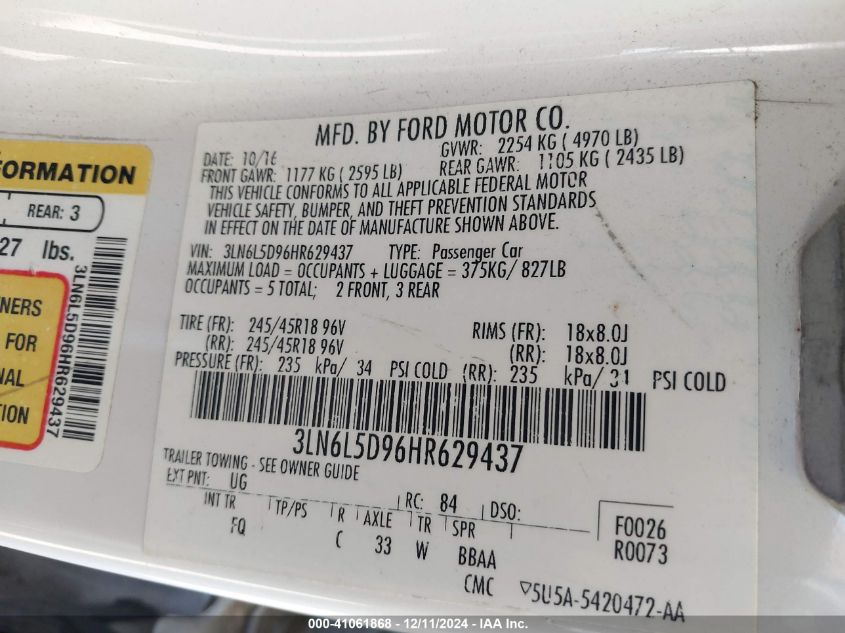 FORMATION
REAR: 3
27 lbs.
NERS
FOR
NAL
TION
3LN6L5D96HR629437
MFD. BY FORD MOTOR CO.
DATE: 10/16 GVWR: 2254 KG ( 4970 LB)
FRONT GAWR: 1177 KG ( 2595 LB) REAR GAWR: 1105 KG ( 2435 LB)
THIS VEHICLE CONFORMS TO ALL APPLICABLE FEDERAL MOTOR
VEHICLE SAFETY, BUMPER, AND THEFT PREVENTION STANDARDS
IN EFFECT ON THE DATE OF MANUFACTURE SHOWN ABOVE.
VIN: 3LN6L5D96HR629437 TYPE: Passenger Car
MAXIMUM LOAD = OCCUPANTS + LUGGAGE = 375KG/ 827LB
OCCUPANTS = 5 TOTAL; 2 FRONT, 3 REAR
TIRE (FR): 245/45R18 96V RIMS (FR): 18x8.0J
(RR): 245/45R18 96V (RR): 18x8.0J
PRESSURE (FR): 235 kPa/ 34 PSI COLD (RR): 235 kPa/ 34 PSI COLD
3LN6L5D96HR629437
TRAILER TOWING - SEE OWNER GUIDE
EXT PNT: UG RC: 84 DSO:
INT TR TP/PS R AXLE TR SPR
FQ C 33 W BBAA
CMC
F0026
R0073
▽5U5A-5420472-AA
000-41061868 - 12/11/2024 - IAAI.com